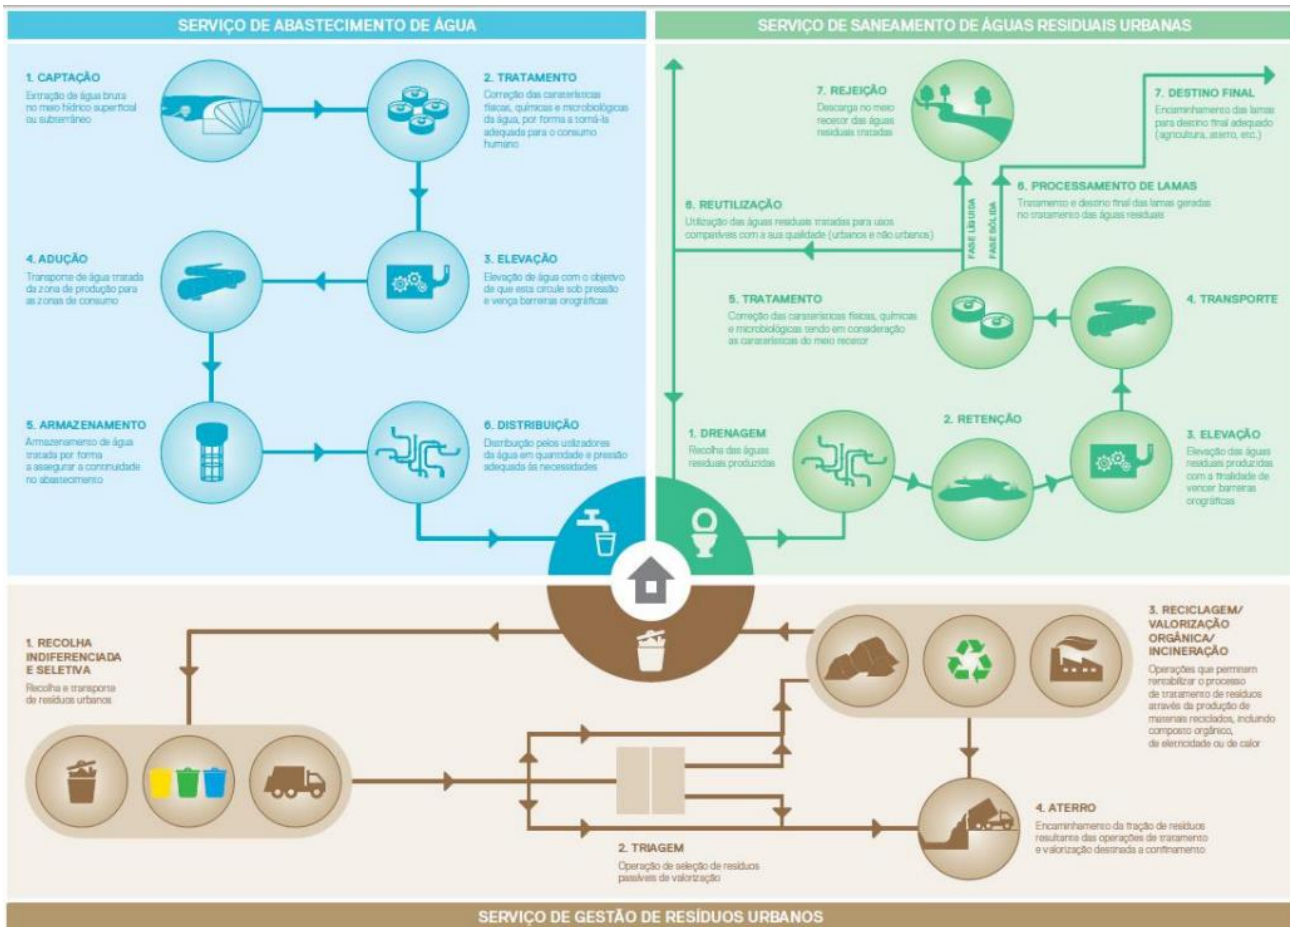 SERVIÇO DE ABASTECIMENTO DE ÁGUA
1. CAPTAÇÃO
Extração de água bruta
no meio hídrico superficial
ou subterrâneo
2. TRATAMENTO
Correção das caraterísticas
físicas, químicas e microbiológicas
da água, por forma a torná-la
adequada para o consumo
humano
4. ADUÇÃO
Transporte de água tratada
da zona de produção para
as zonas de consumo
3. ELEVAÇÃO
Elevação de água com o objetivo
de que esta circule sob pressão
e vença barreiras orográficas
5. ARMAZENAMENTO
Armazenamento de água
tratada por forma
a assegurar a continuidade
no abastecimento
6. DISTRIBUIÇÃO
Distribuição pelos utilizadores
da água em quantidade e pressão
adequada às necessidades
SERVIÇO DE SANEAMENTO DE ÁGUAS RESIDUAIS URBANAS
7. REJEIÇÃO
Descarga no meio
recetor das águas
residuais tratadas
7. DESTINO FINAL
Encaminhamento das lamas
para destino final adequado
(agricultura, aterro, etc.)
6. REUTILIZAÇÃO
Utilização das águas residuais tratadas para usos
compatíveis com a sua qualidade (urbanos e não urbanos)
FASE LÍQUIDA
FASE SÓLIDA
6. PROCESSAMENTO DE LAMAS
Tratamento e destino final das lamas geradas
no tratamento das águas residuais
5. TRATAMENTO
Correção das caraterísticas físicas, químicas
e microbiológicas tendo em consideração
as caraterísticas do meio recetor
4. TRANSPORTE
1. DRENAGEM
Recolha das águas
residuais produzidas
2. RETENÇÃO
3. ELEVAÇÃO
Elevação das águas
residuais produzidas
com a finalidade de
vencer barreiras
orográficas
1. RECOLHA
INDIFERENCIADA
E SELETIVA
Recolha e transporte
de resíduos urbanos
2. TRIAGEM
Operação de seleção de resíduos
passíveis de valorização
3. RECICLAGEM/
VALORIZAÇÃO
ORGÂNICA/
INCINERAÇÃO
Operações que permitem
rentabilizar o processo
de tratamento de resíduos
através da produção de
materiais reciclados, incluindo
composto orgânico,
de eletricidade ou de calor
4. ATERRO
Encaminhamento da fração de resíduos
resultante das operações de tratamento
e valorização destinada a confinamento
SERVIÇO DE GESTÃO DE RESÍDUOS URBANOS